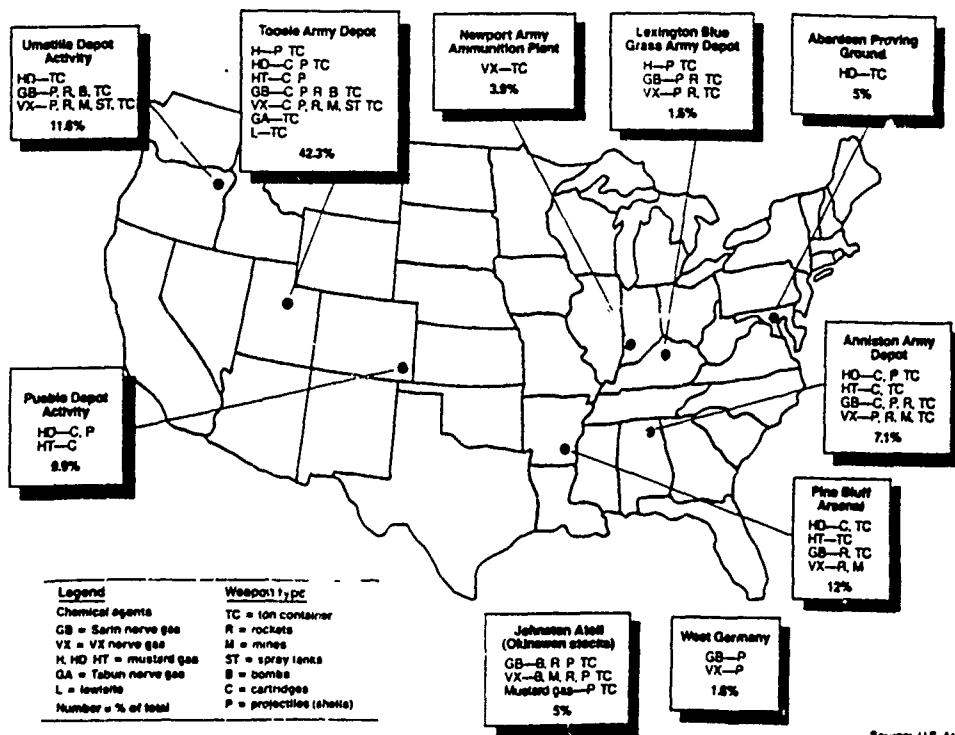 Umatilla Depot
Activity
HD—TC
GB—P, R, B, TC
VX—P, R, M, ST, TC
11.6%
Tooele Army Depot
H—P TC
HD—C P TC
HT—C P
GB—C P R B TC
VX—C P, R, M, ST TC
GA—TC
L—TC
42.3%
Newport Army
Ammunition Plant
VX—TC
3.9%
Lexington Blue
Grass Army Depot
H—P TC
GB—P R TC
VX—P R, TC
1.6%
Aberdeen Proving
Ground
HD—TC
5%
Pueblo Depot
Activity
HD—C, P
HT—C
9.9%
Anniston Army
Depot
HD—C, P TC
HT—C, TC
GB—C, P, R, TC
VX—P, R, M, TC
7.1%
Pine Bluff
Arsenal
HD—C, TC
HT—TC
GB—R, TC
VX—R, M
12%
Legend
Chemical agents
GB = Sarin nerve gas
VX = VX nerve gas
H, HD HT = mustard gas
GA = Tabun nerve gas
L = lewisite
Number = % of total
Weapon type
TC = ton container
R = rockets
M = mines
ST = spray tanks
B = bombs
C = cartridges
P = projectiles (shells)
Johnston Atoll
(Okinawan stocks)
GB—B, R P TC
VX—B, M, R, P TC
Mustard gas—P TC
5%
West Germany
GB—P
VX—P
1.6%
Source: U.S.